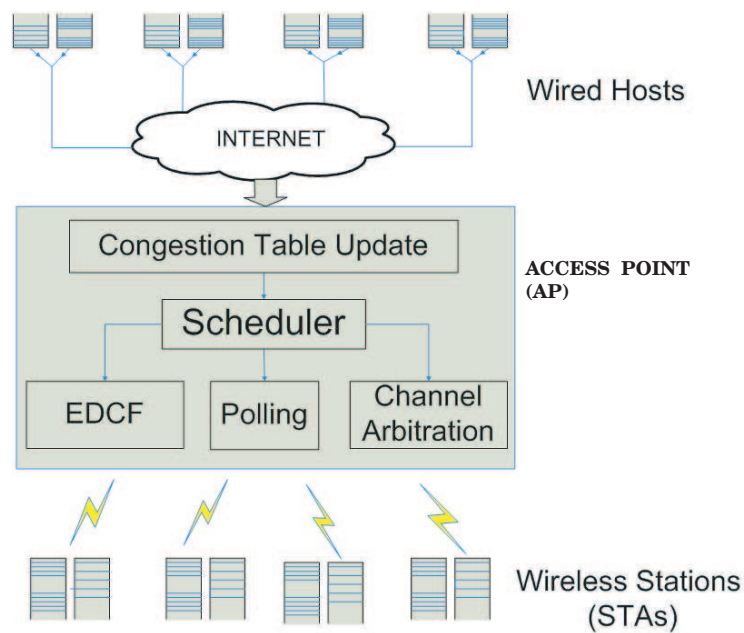 Wired Hosts
INTERNET
Congestion Table Update
ACCESS POINT
(AP)
Scheduler
EDCF
Polling
Channel
Arbitration
Wireless Stations
(STAs)